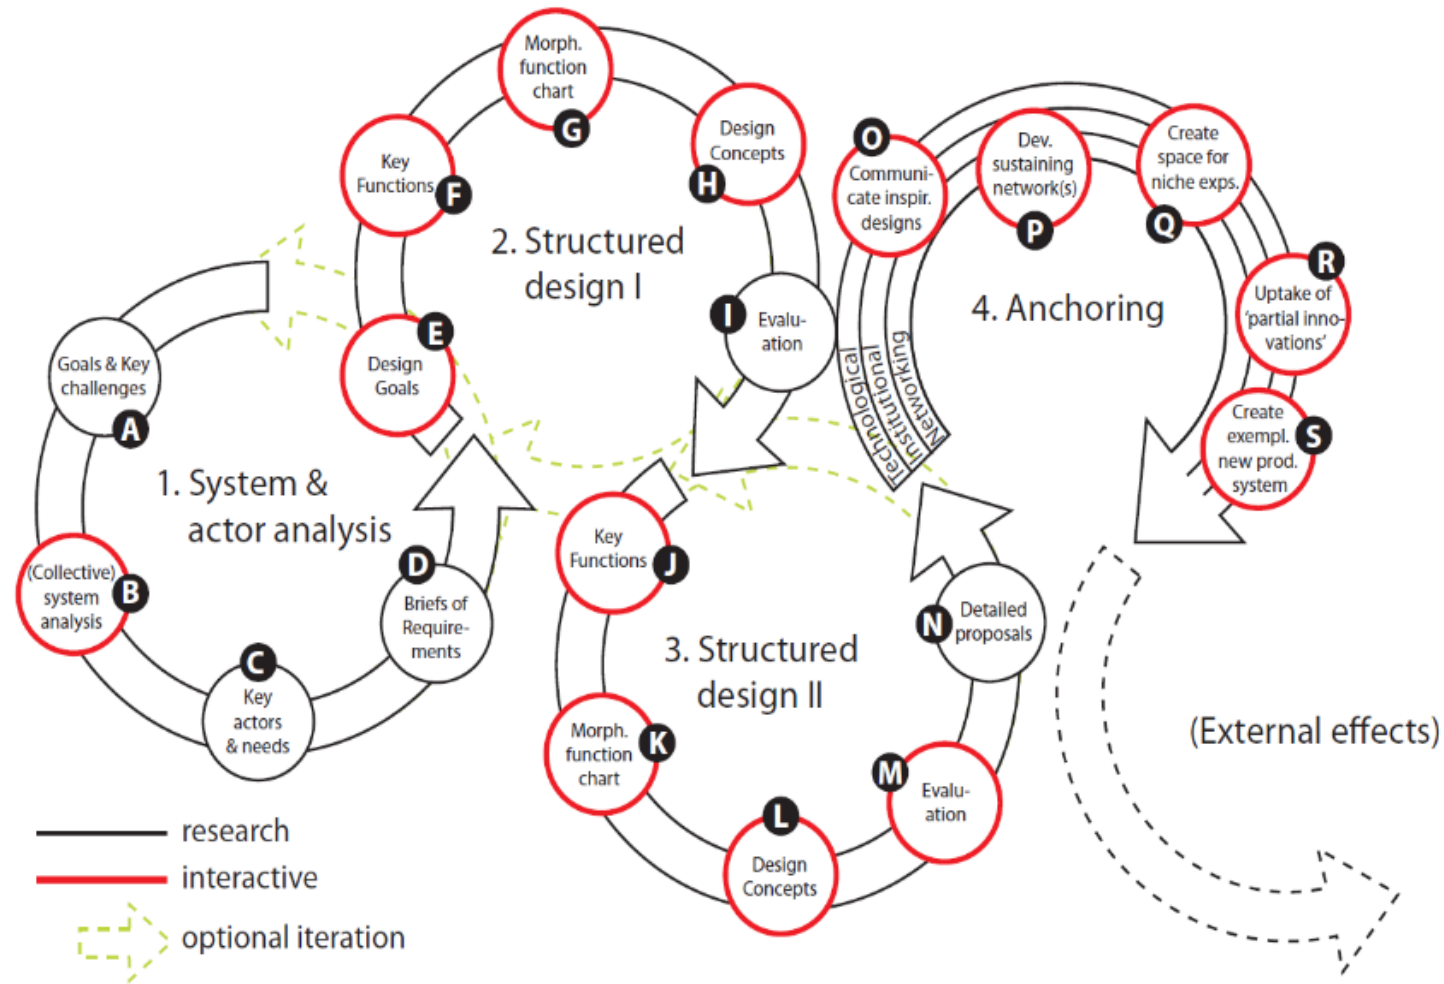 Goals & Key
challenges
A
(Collective)
system
analysis
B
C
Key
actors
& needs
D
Briefs of
Require-
ments
1. System &
actor analysis
E
Design
Goals
Key
Functions
F
Morph.
function
chart
G
Design
Concepts
H
I
Evalu-
ation
2. Structured
design I
Key
Functions
J
Morph.
function
chart
K
L
Design
Concepts
M
Evalu-
ation
N
Detailed
proposals
3. Structured
design II
Technological
Institutional
Networking
O
Communi-
cate inspir.
designs
Dev.
sustaining
network(s)
P
Create
space for
niche exps.
Q
R
Uptake of
‘partial inno-
vations’
Create
exempl.
new prod.
system
S
4. Anchoring
(External effects)
research
interactive
optional iteration